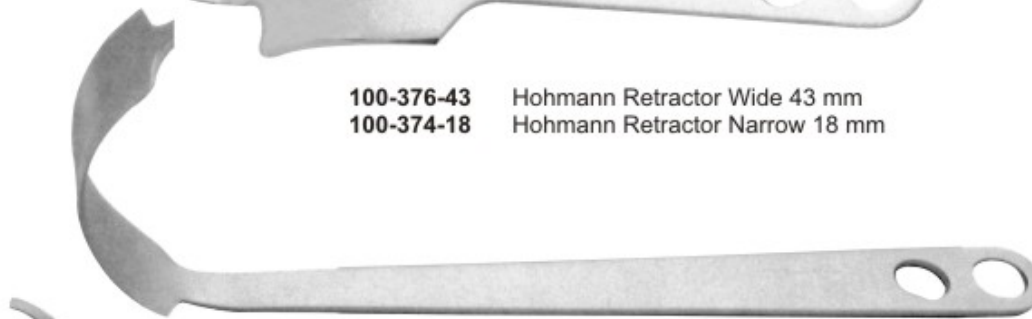 100-376-43 Hohmann Retractor Wide 43 mm
100-374-18 Hohmann Retractor Narrow 18 mm